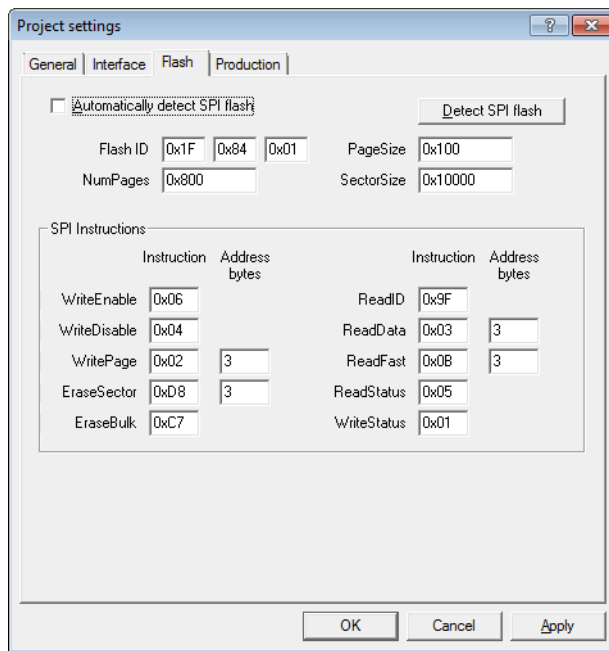 Project settings
?
General Interface Flash Production
Automatically detect SPI flash
Detect SPI flash
Flash ID 0x1F 0x84 0x01 PageSize 0x100
NumPages 0x800 SectorSize 0x10000
SPI Instructions
Instruction Address bytes Instruction Address bytes
WriteEnable 0x06 ReadID 0x9F
WriteDisable 0x04 ReadData 0x03 3
WritePage 0x02 3 ReadFast 0x0B 3
EraseSector 0xD8 3 ReadStatus 0x05
EraseBulk 0xC7 WriteStatus 0x01
OK Cancel Apply